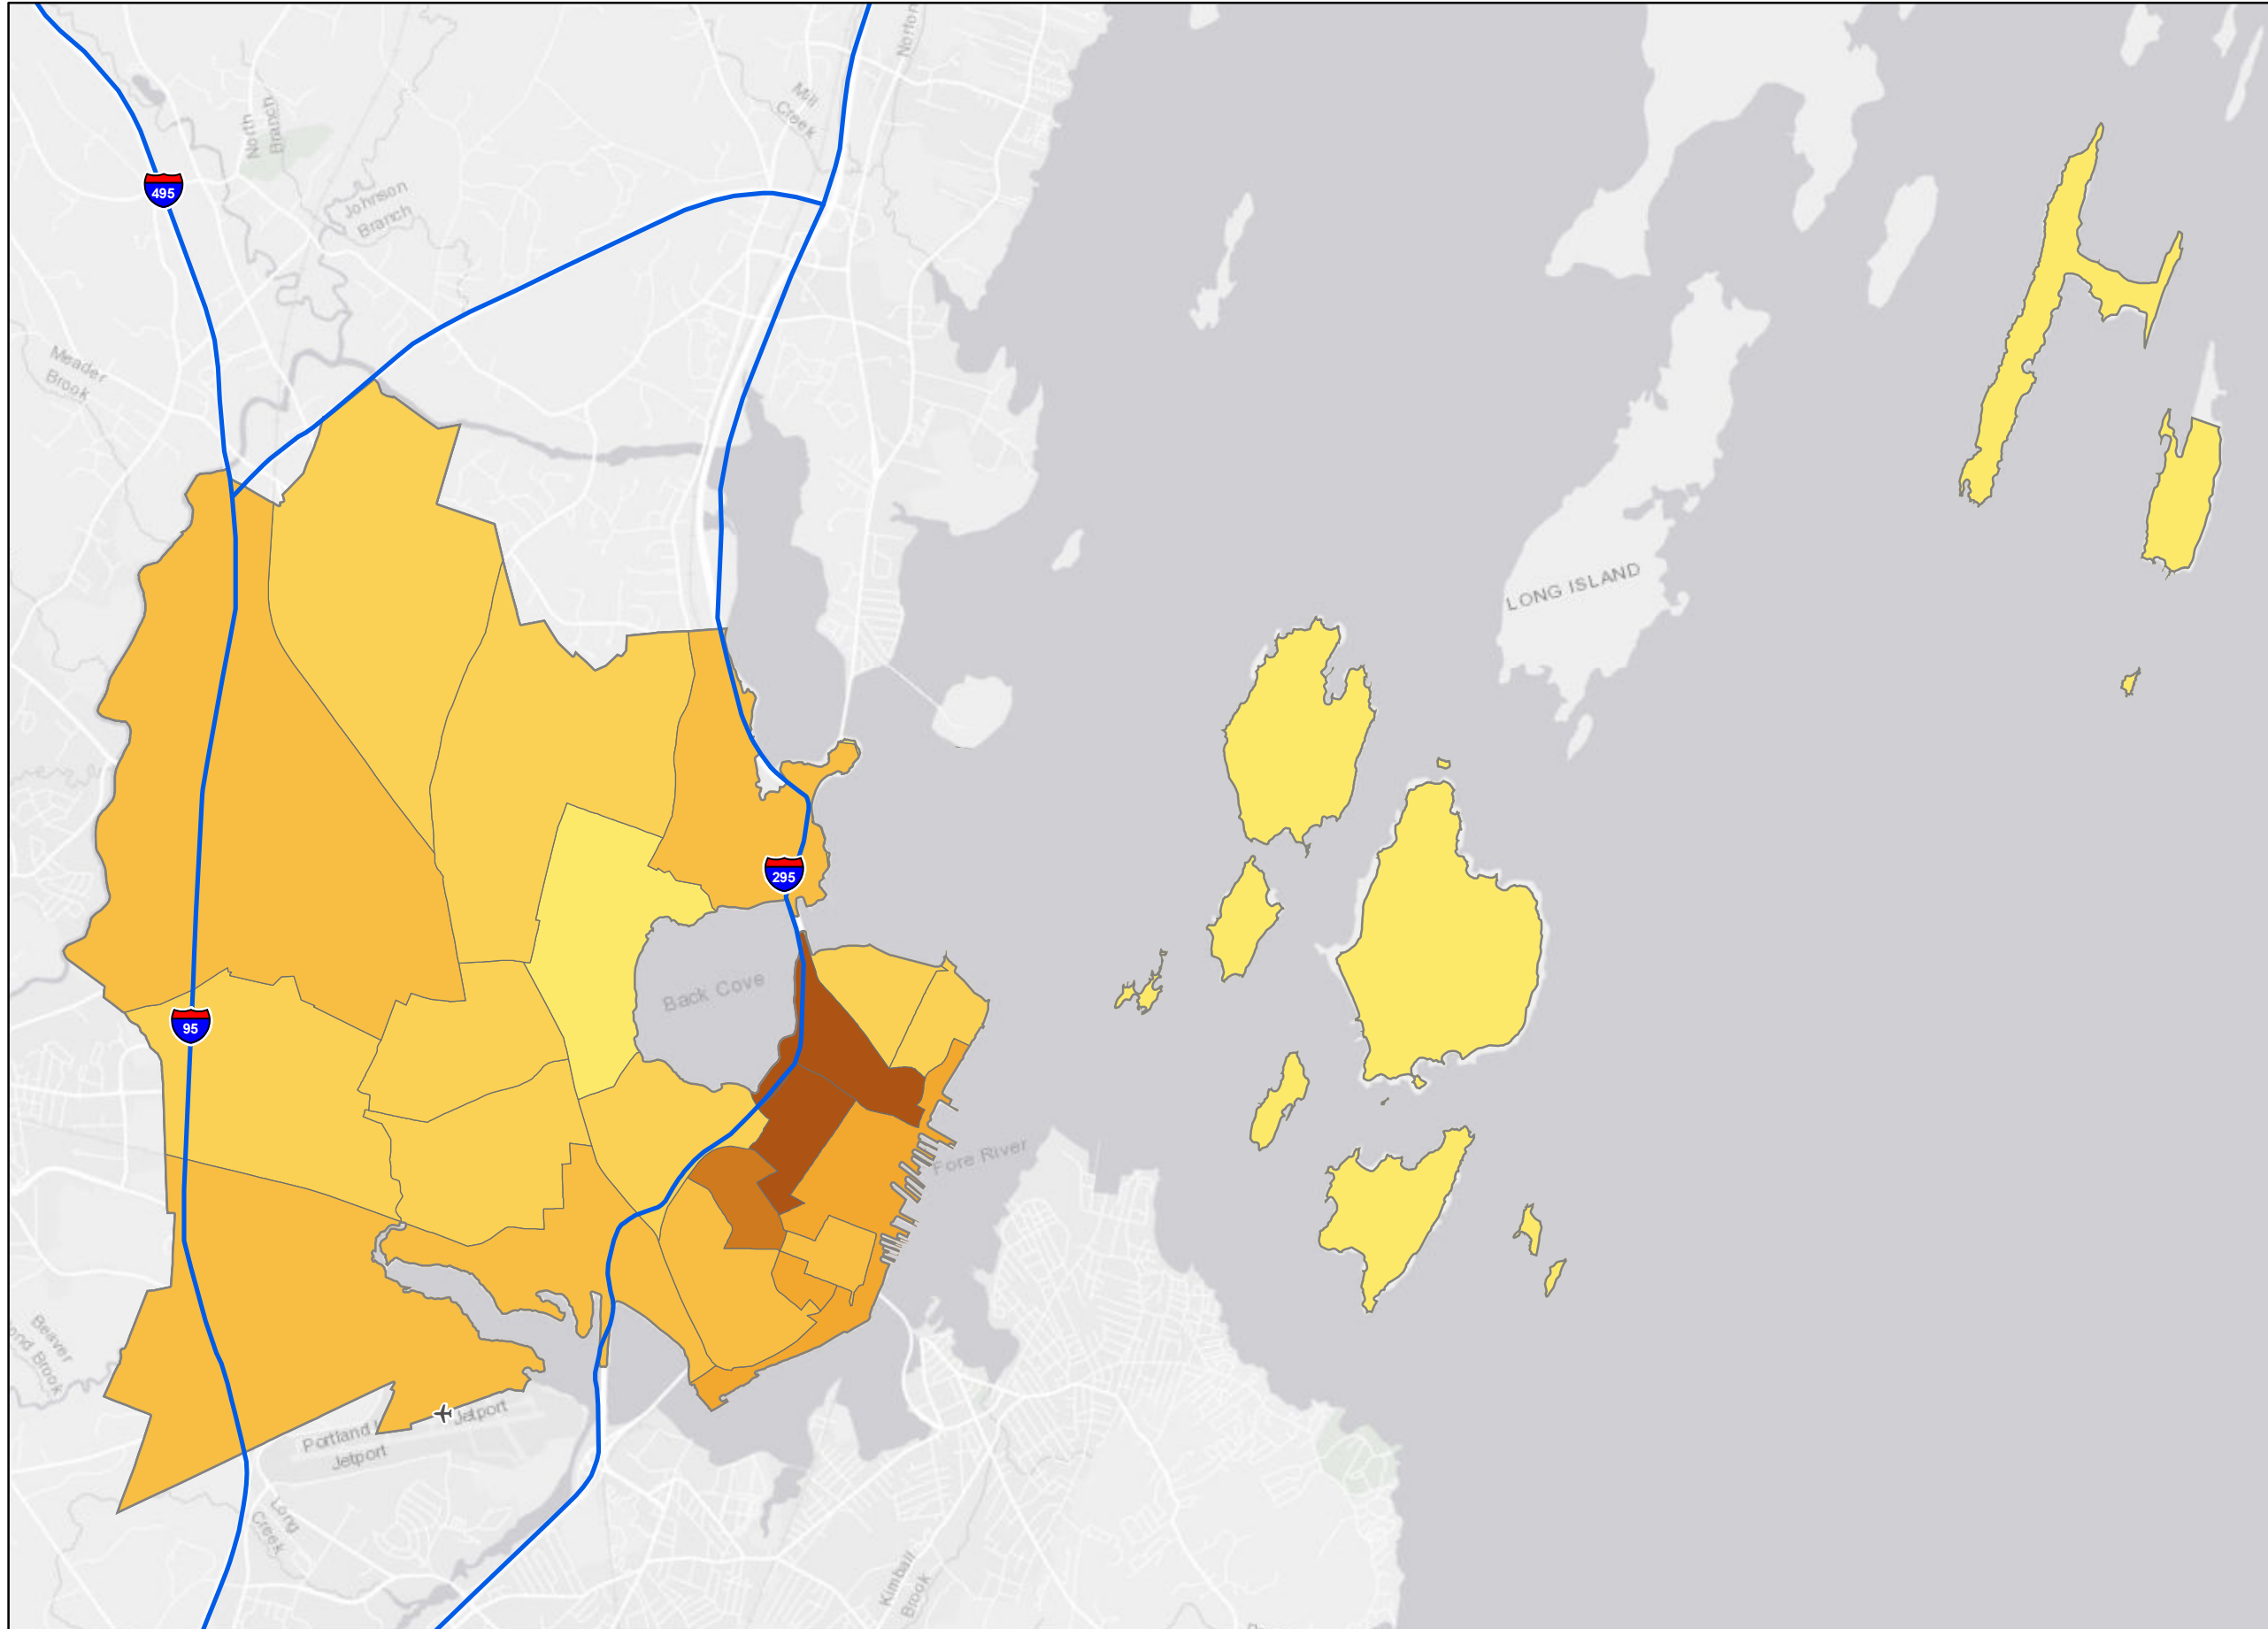 Norton
Mill
Creek
North
Branch
495
Johnson
Branch
Meader
Brook
LONG ISLAND
295
Back Cove
95
Fore River
Beaver
ond Brook
Portland I
Jetport
Jetport
Long
Creek
Kimball
Brook